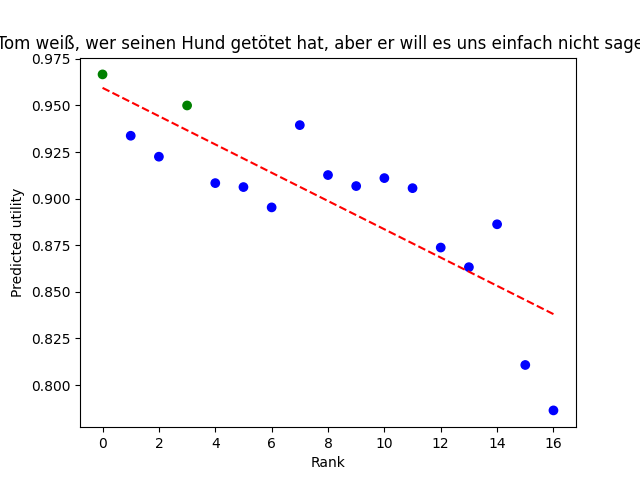 Tom weiß, wer seinen Hund getötet hat, aber er will es uns einfach nicht sage
0.975
0.950
0.925
0.900
0.875
0.850
0.825
0.800
Predicted utility
0 2 4 6 8 10 12 14 16
Rank